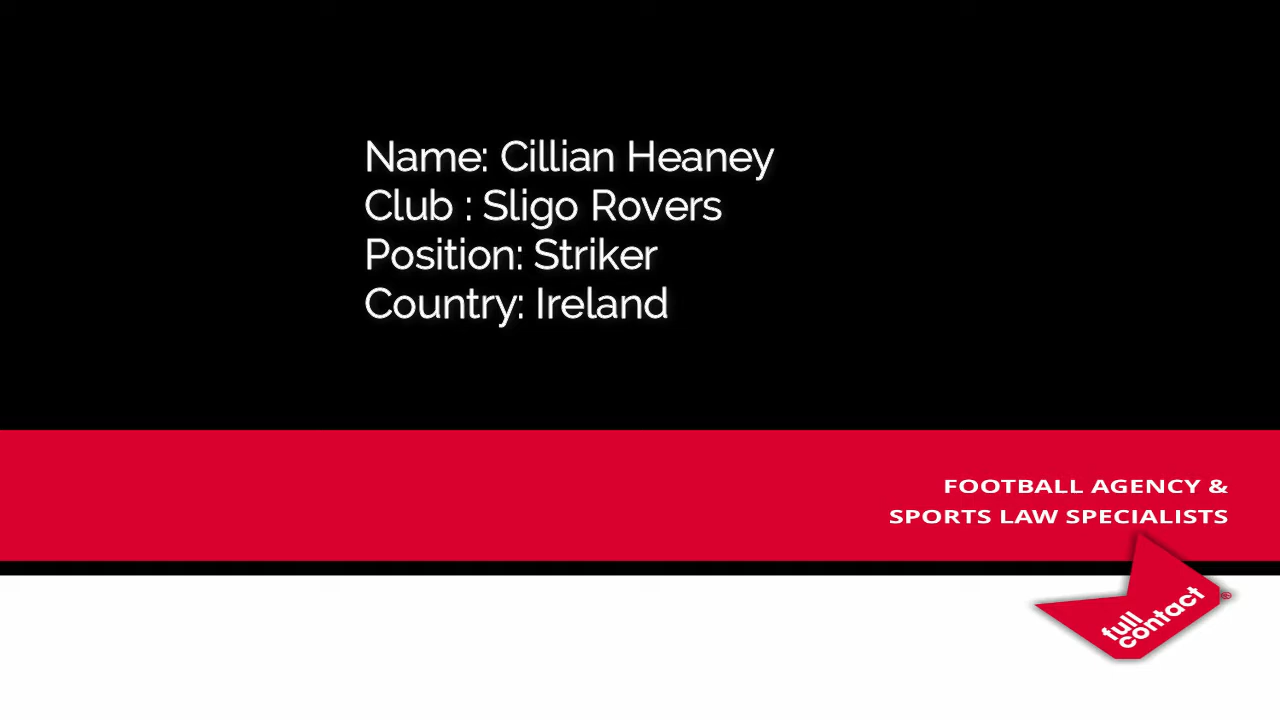 Name: Cillian Heaney
Club : Sligo Rovers
Position: Striker
Country: Ireland
FOOTBALL AGENCY &
SPORTS LAW SPECIALISTS
full
contact
®